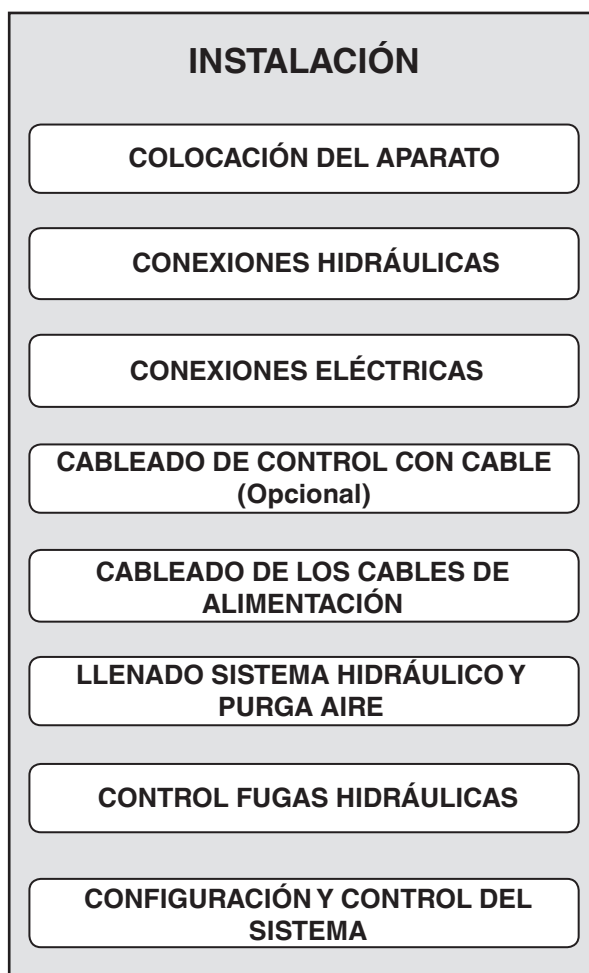 INSTALACIÓN
COLOCACIÓN DEL APARATO
CONEXIONES HIDRÁULICAS
CONEXIONES ELÉCTRICAS
CABLEADO DE CONTROL CON CABLE
(Opcional)
CABLEADO DE LOS CABLES DE
ALIMENTACIÓN
LLENADO SISTEMA HIDRÁULICO Y
PURGA AIRE
CONTROL FUGAS HIDRÁULICAS
CONFIGURACIÓN Y CONTROL DEL
SISTEMA